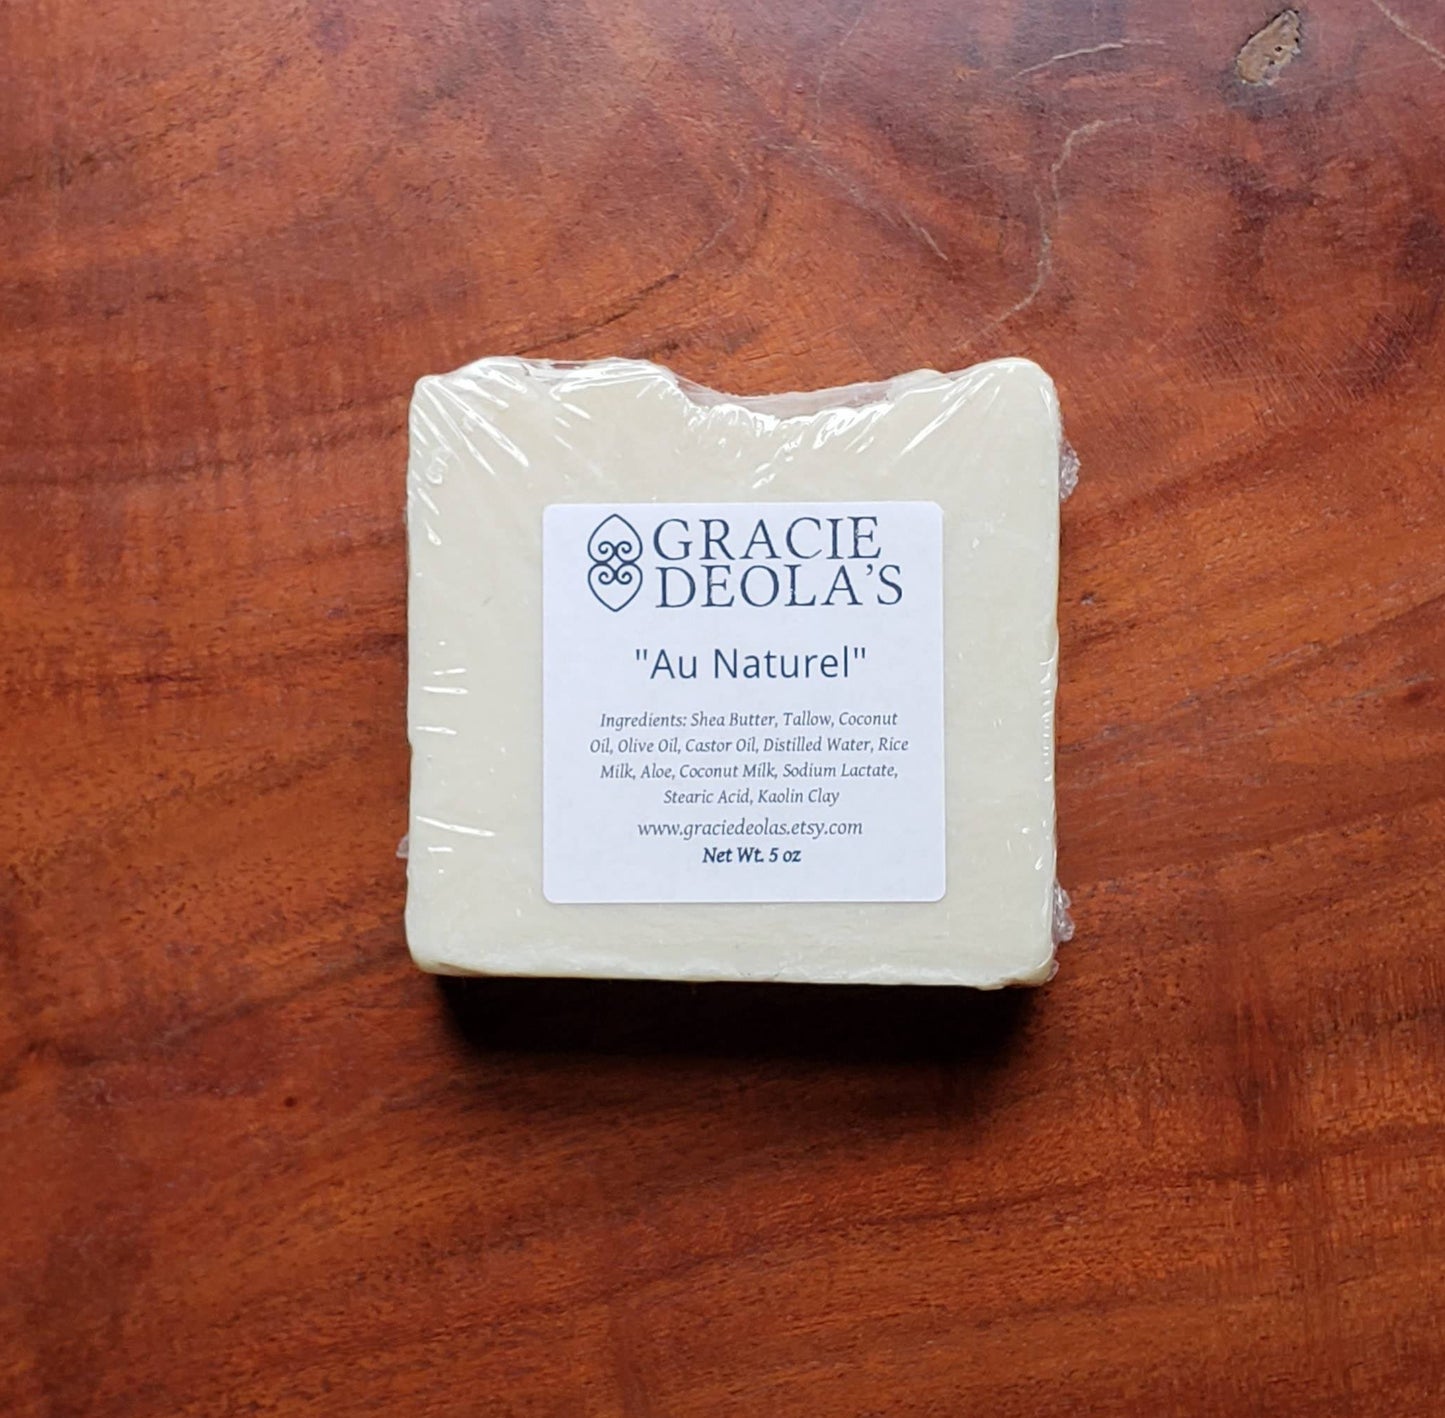 GRACIE
DEOLA'S
"Au Naturel"
Ingredients: Shea Butter, Tallow, Coconut
Oil, Olive Oil, Castor Oil, Distilled Water, Rice
Milk, Aloe, Coconut Milk, Sodium Lactate,
Stearic Acid, Kaolin Clay
www.graciedeolas.etsy.com
Net Wt. 5 oz